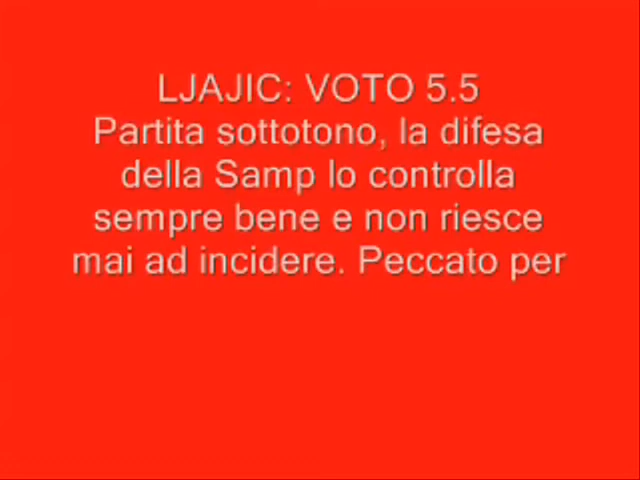 LJAJIC: VOTO 5.5
Partita sottotono, la difesa
della Samp lo controlla
sempre bene e non riesce
mai ad incidere. Peccato per